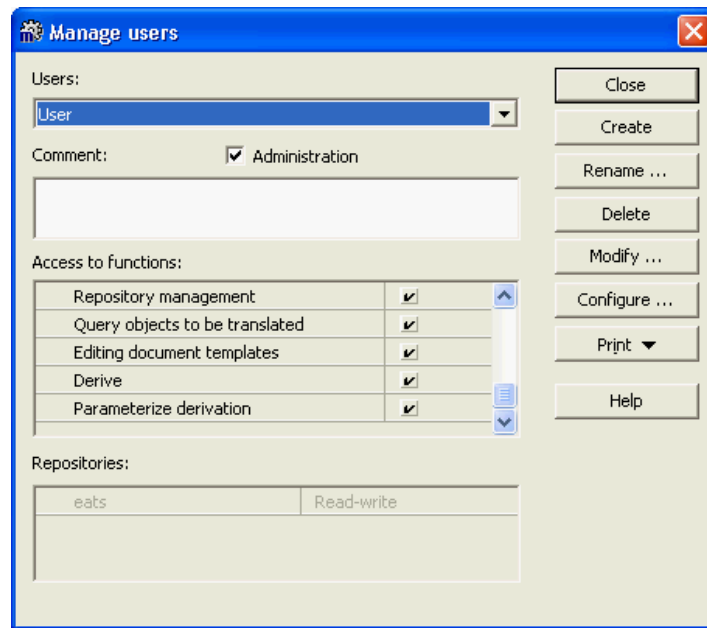 Manage users
Users:
User
Comment:
Administration
Access to functions:
Repository management
Query objects to be translated
Editing document templates
Derive
Parameterize derivation
Repositories:
eats Read-write
Close
Create
Rename ...
Delete
Modify ...
Configure ...
Print
Help